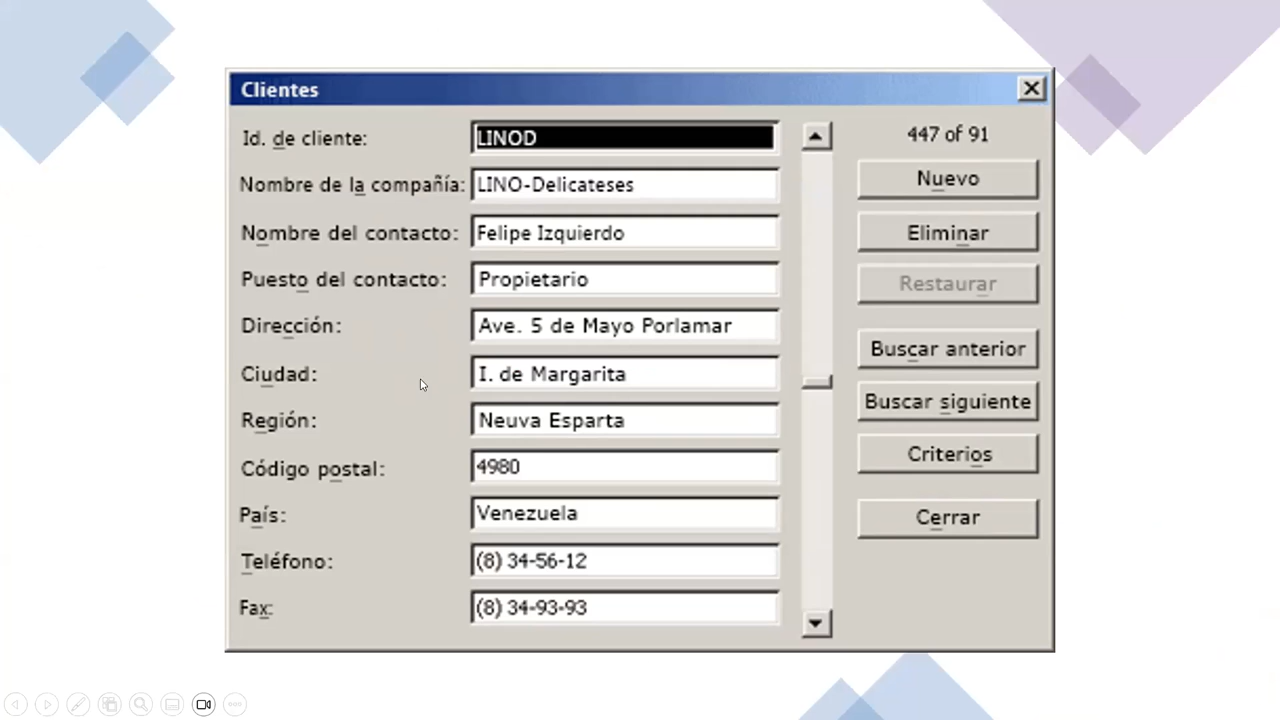 Clientes
Id. de cliente: LINOD
Nombre de la compañía: LINO-Delicateses
Nombre del contacto: Felipe Izquierdo
Puesto del contacto: Propietario
Dirección: Ave. 5 de Mayo Porlamar
Ciudad: I. de Margarita
Región: Neuva Esparta
Código postal: 4980
País: Venezuela
Teléfono: (8) 34-56-12
Fax: (8) 34-93-93
447 of 91
Nuevo
Eliminar
Restaurar
Buscar anterior
Buscar siguiente
Criterios
Cerrar